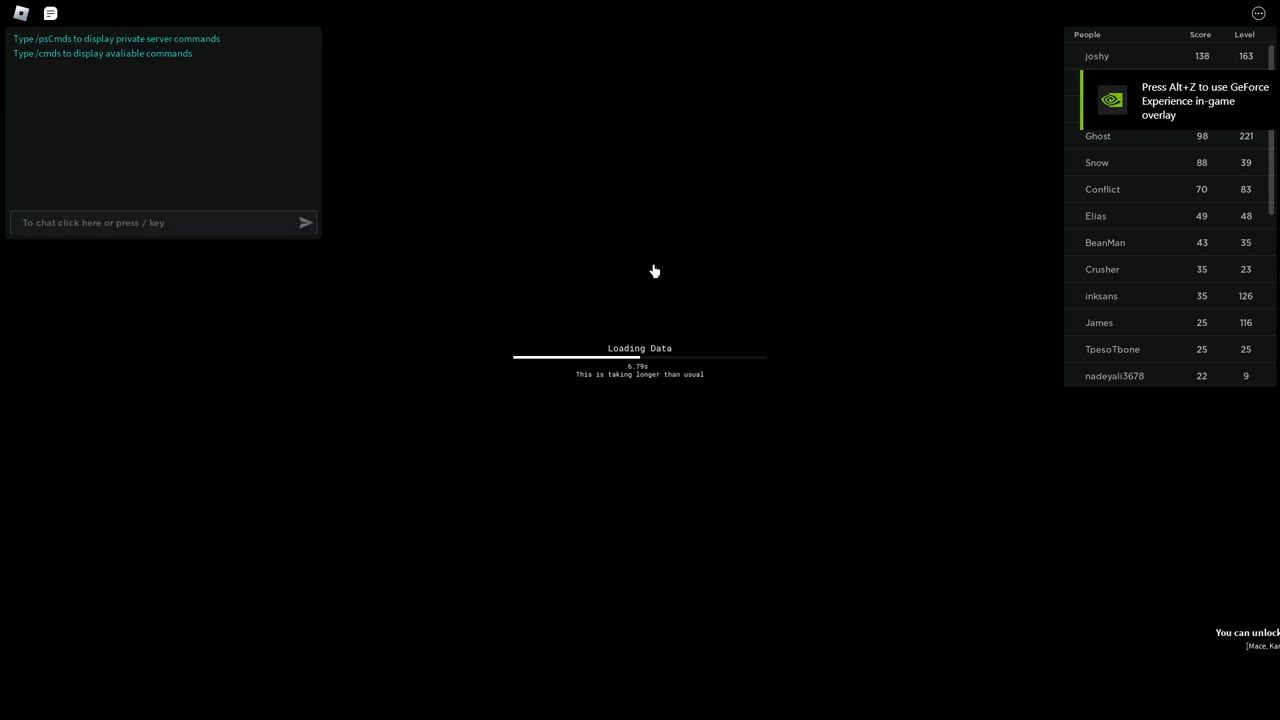 Type /psCmds to display private server commands
Type /cmds to display avaliable commands
To chat click here or press / key
People Score Level
joshy 138 163
Press Alt+Z to use GeForce
Experience in-game
overlay
Ghost 98 221
Snow 88 39
Conflict 70 83
Elias 49 48
BeanMan 43 35
Crusher 35 23
inksans 35 126
James 25 116
TpesoTbone 25 25
nadeyali3678 22 9
Loading Data
6.79s
This is taking longer than usual
You can unlock
[Mace, Kar